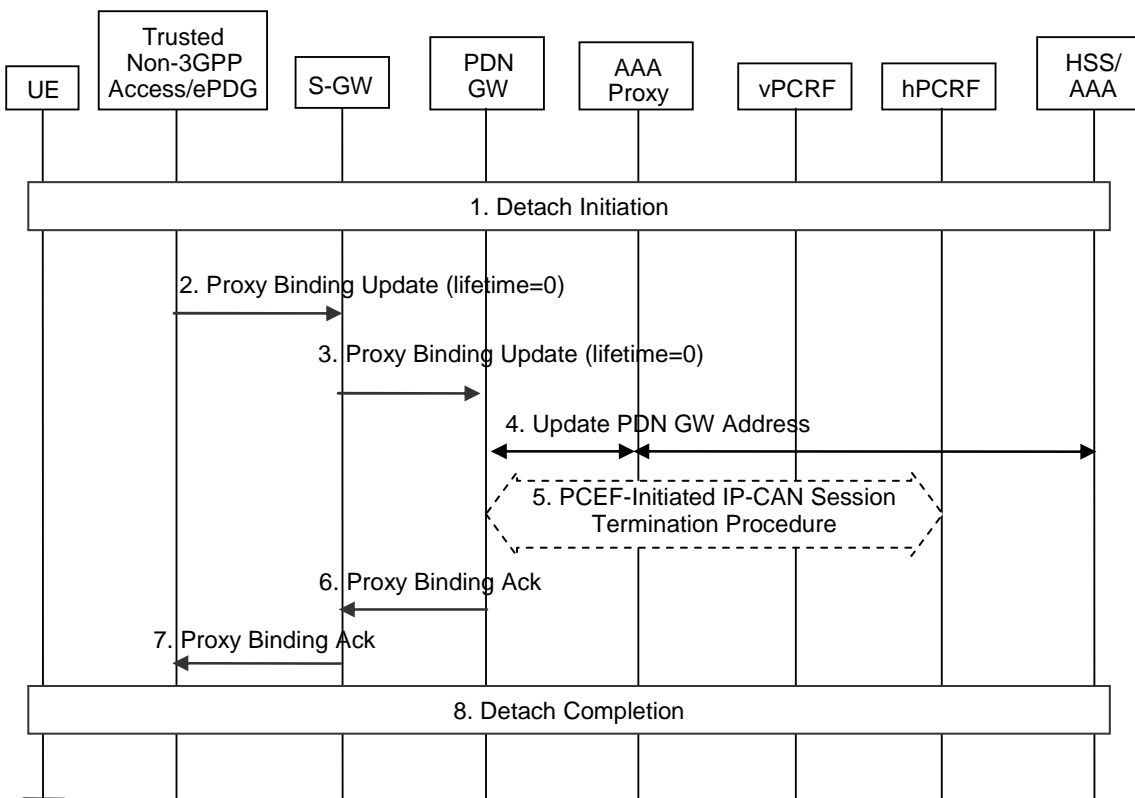 UE
Trusted
Non-3GPP
Access/ePDG
S-GW
PDN
GW
AAA
Proxy
vPCRF
hPCRF
HSS/
AAA
1. Detach Initiation
2. Proxy Binding Update (lifetime=0)
3. Proxy Binding Update (lifetime=0)
4. Update PDN GW Address
5. PCEF-Initiated IP-CAN Session
Termination Procedure
6. Proxy Binding Ack
7. Proxy Binding Ack
8. Detach Completion